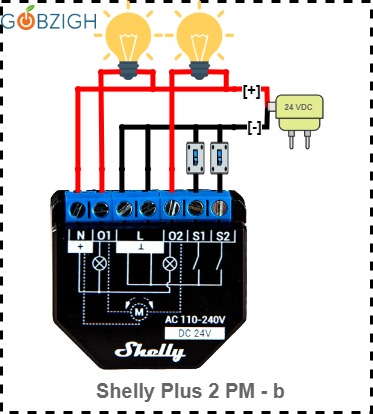 GOBZIGH
[+]
24 VDC
[-]
N O1 L O2 S1 S2
+ ⊥
M
AC 110-240V
DC 24V
Shelly
Shelly Plus 2 PM - b